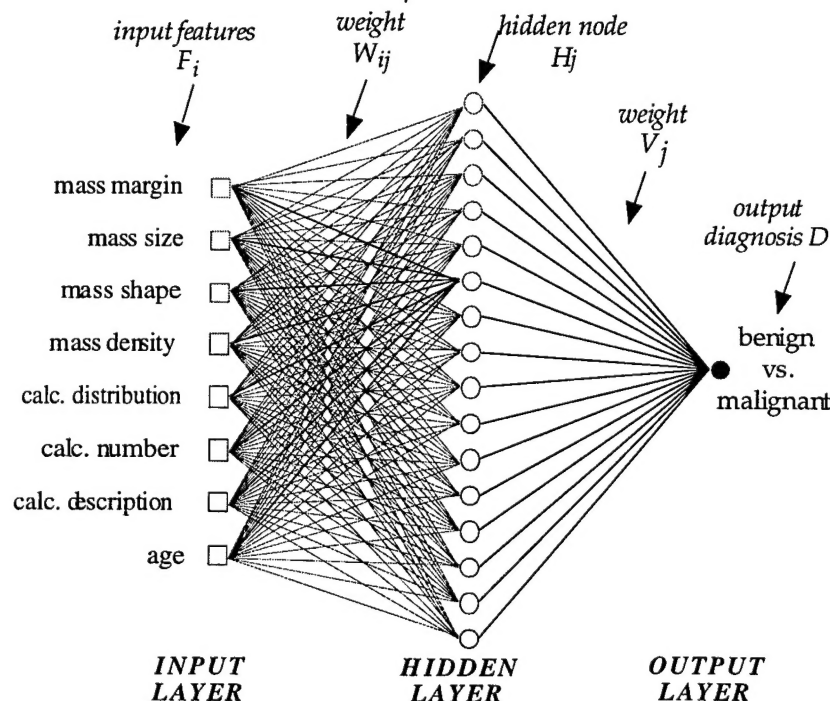 input features
F_i
weight
W_ij
hidden node
H_j
weight
V_j
output
diagnosis D
mass margin
mass size
mass shape
mass density
calc. distribution
calc. number
calc. description
age
benign
vs.
malignant
INPUT
LAYER
HIDDEN
LAYER
OUTPUT
LAYER